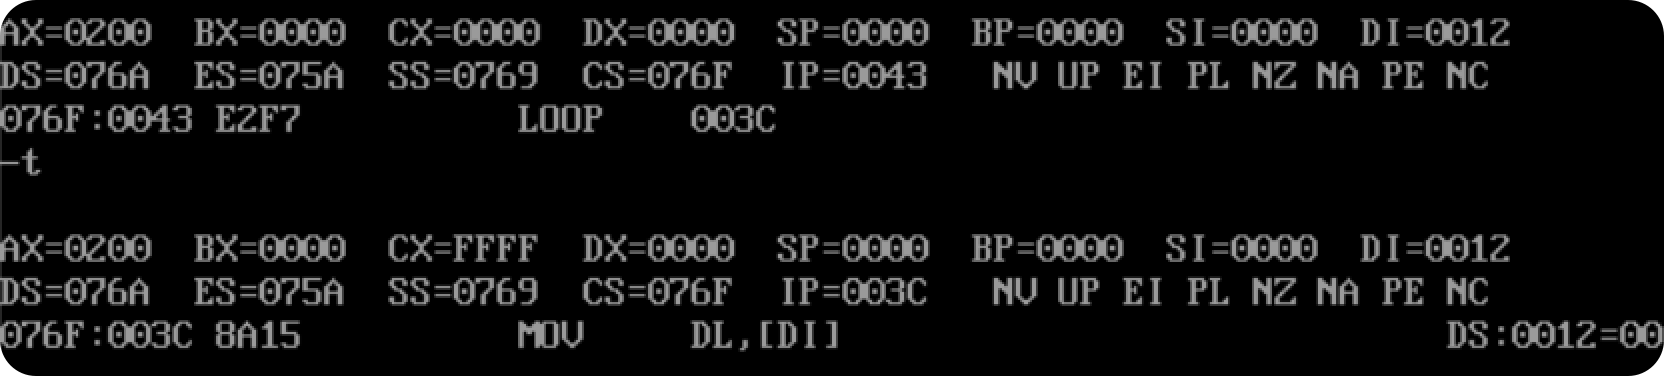 AX=0200  BX=0000  CX=0000  DX=0000  SP=0000  BP=0000  SI=0000  DI=0012
DS=076A  ES=075A  SS=0769  CS=076F  IP=0043   NV UP EI PL NZ NA PE NC
076F:0043 E2F7          LOOP    003C
-t
AX=0200  BX=0000  CX=FFFF  DX=0000  SP=0000  BP=0000  SI=0000  DI=0012
DS=076A  ES=075A  SS=0769  CS=076F  IP=003C   NV UP EI PL NZ NA PE NC
076F:003C 8A15          MOV     DL,[DI]                            DS:0012=00